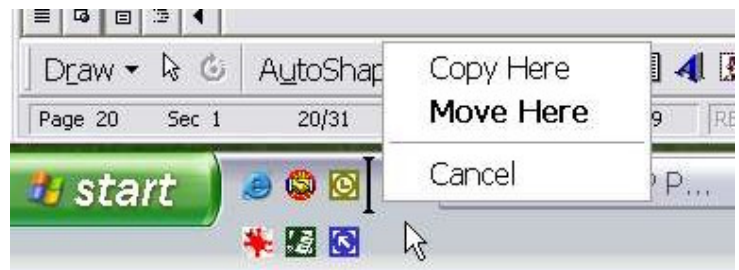 Draw AutoShap
Copy Here
Move Here
Cancel
Page 20 Sec 1 20/31 9 RE
start
P...